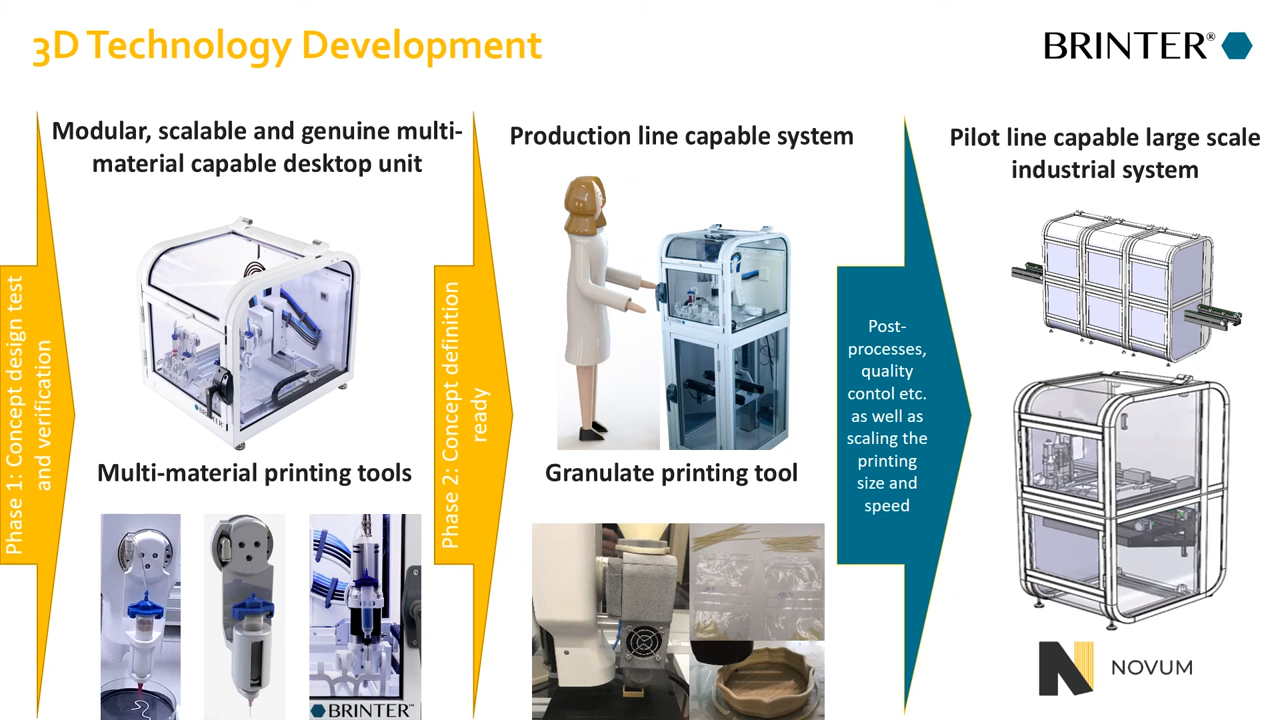 3D Technology Development
BRINTER®
Phase 1: Concept design test
and verification
Modular, scalable and genuine multi-
material capable desktop unit
BRINTER
Multi-material printing tools
BRINTER™
Phase 2: Concept definition
ready
Production line capable system
Granulate printing tool
Post-
processes,
quality
contol etc.
as well as
scaling the
printing
size and
speed
Pilot line capable large scale
industrial system
N NOVUM